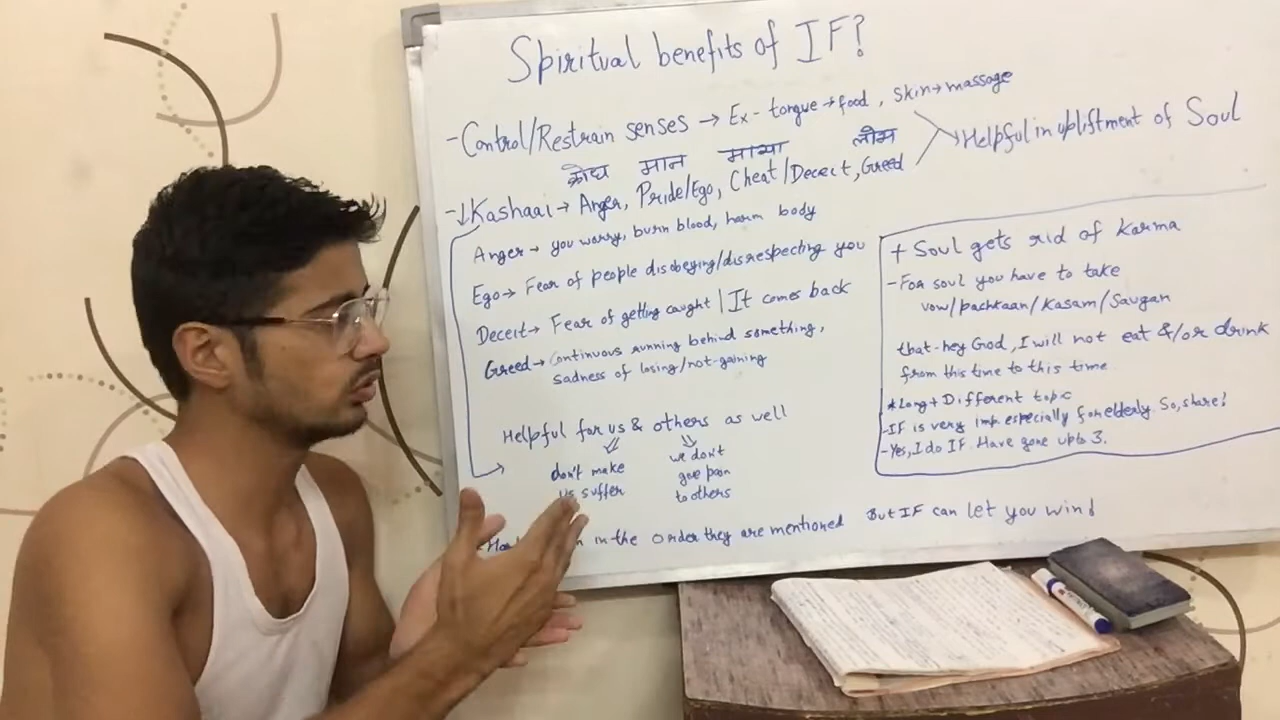 Spiritual benefits of IF?
- Control/Restrain senses → Ex- tongue → food, Skin → massage
Helpful in upliftment of Soul
क्रोध मान माया लोभ
- ↓ Kashaai → Anger, Pride/Ego, Cheat/Deceit, Greed
Anger → you worry, burn blood, harm body
Ego → Fear of people disobeying/disrespecting you
Deceit → Fear of getting caught | It comes back
Greed → Continuous running behind something,
sadness of losing/not-gaining
Helpful for us & others as well
don't make
us suffer
we don't
give pain
to others
in the order they are mentioned But IF can let you win!
+ Soul gets rid of Karma
- For soul you have to take
vow/pachkaan/Kasam/Saugan
that-hey God, I will not eat &/or drink
from this time to this time
* Long + Different topic
- IF is very imp. especially for elderly. So, share!
- Yes, I do IF. Have gone upto 3.